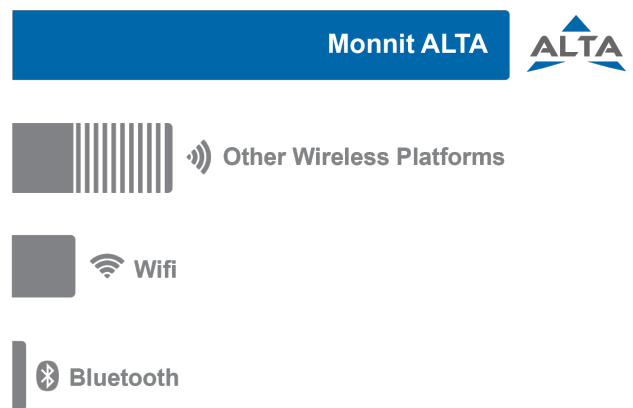 Monnit ALTA
ALTA
Other Wireless Platforms
Wifi
Bluetooth